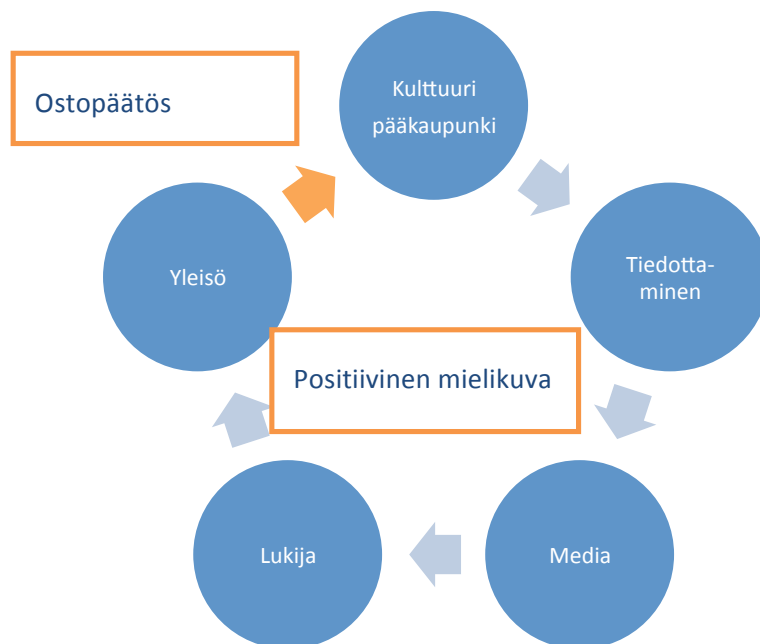 Kulttuuri
pääkaupunki
Ostopäätös
Yleisö
Tiedotta-
minen
Positiivinen mielikuva
Lukija
Media